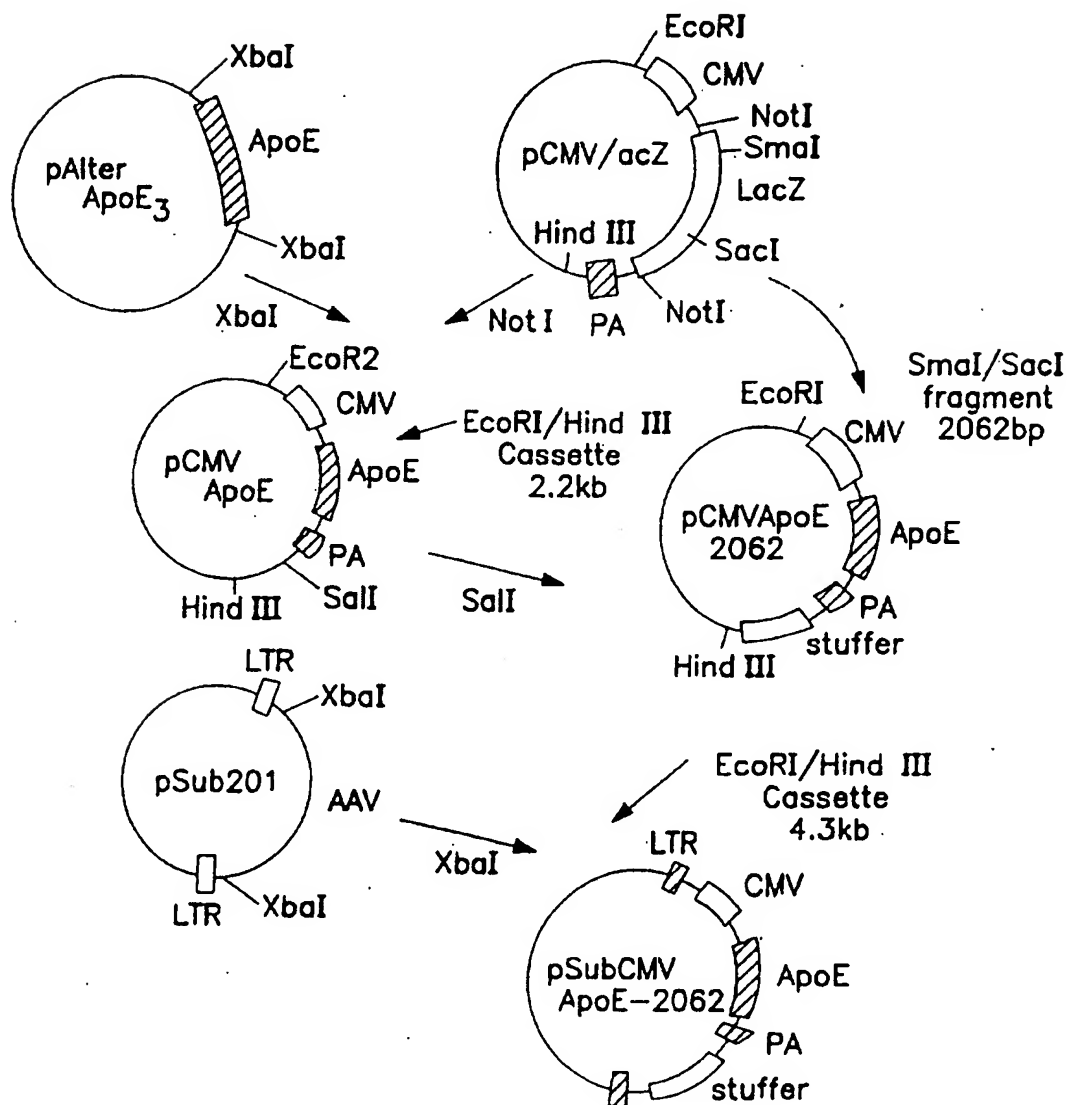 XbaI
ApoE
pAlter
ApoE3
XbaI
EcoRI
CMV
NotI
SmaI
LacZ
pCMV/acZ
Hind III
SacI
PA
NotI
XbaI
Not I
SmaI/SacI
fragment
2062bp
EcoR2
CMV
EcoRI/Hind III
Cassette
2.2kb
pCMV
ApoE
ApoE
PA
SalI
Hind III
SalI
EcoRI
CMV
pCMVApoE
2062
ApoE
PA
stuffer
Hind III
LTR
XbaI
pSub201
AAV
LTR
XbaI
XbaI
EcoRI/Hind III
Cassette
4.3kb
LTR
CMV
pSubCMV
ApoE-2062
ApoE
PA
stuffer